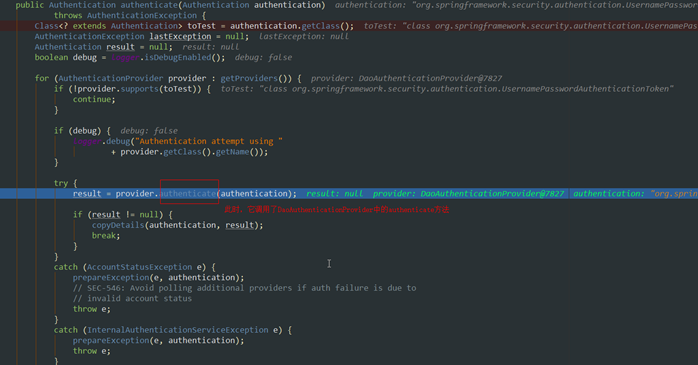 public Authentication authenticate(Authentication authentication)  authentication: "org.springframework.security.authentication.UsernamePasswor
throws AuthenticationException {
Class<? extends Authentication> toTest = authentication.getClass();  toTest: "class org.springframework.security.authentication.UsernamePas
AuthenticationException lastException = null;  lastException: null
Authentication result = null;  result: null
boolean debug = logger.isDebugEnabled();  debug: false
for (AuthenticationProvider provider : getProviders()) {  provider: DaoAuthenticationProvider@7827
if (!provider.supports(toTest)) {  toTest: "class org.springframework.security.authentication.UsernamePasswordAuthenticationToken"
continue;
}
if (debug) {  debug: false
logger.debug("Authentication attempt using "
+ provider.getClass().getName());
}
try {
result = provider.authenticate(authentication);  result: null  provider: DaoAuthenticationProvider@7827  authentication: "org.sprin
此时，它调用了DaoAuthenticationProvider中的authenticate方法
if (result != null) {
copyDetails(authentication, result);
break;
}
}
catch (AccountStatusException e) {
prepareException(e, authentication);
// SEC-546: Avoid polling additional providers if auth failure is due to
// invalid account status
throw e;
}
catch (InternalAuthenticationServiceException e) {
prepareException(e, authentication);
throw e;
}